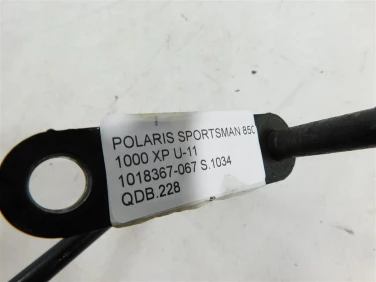 POLARIS SPORTSMAN 850
1000 XP U-11
1018367-067 S.1034
QDB.228